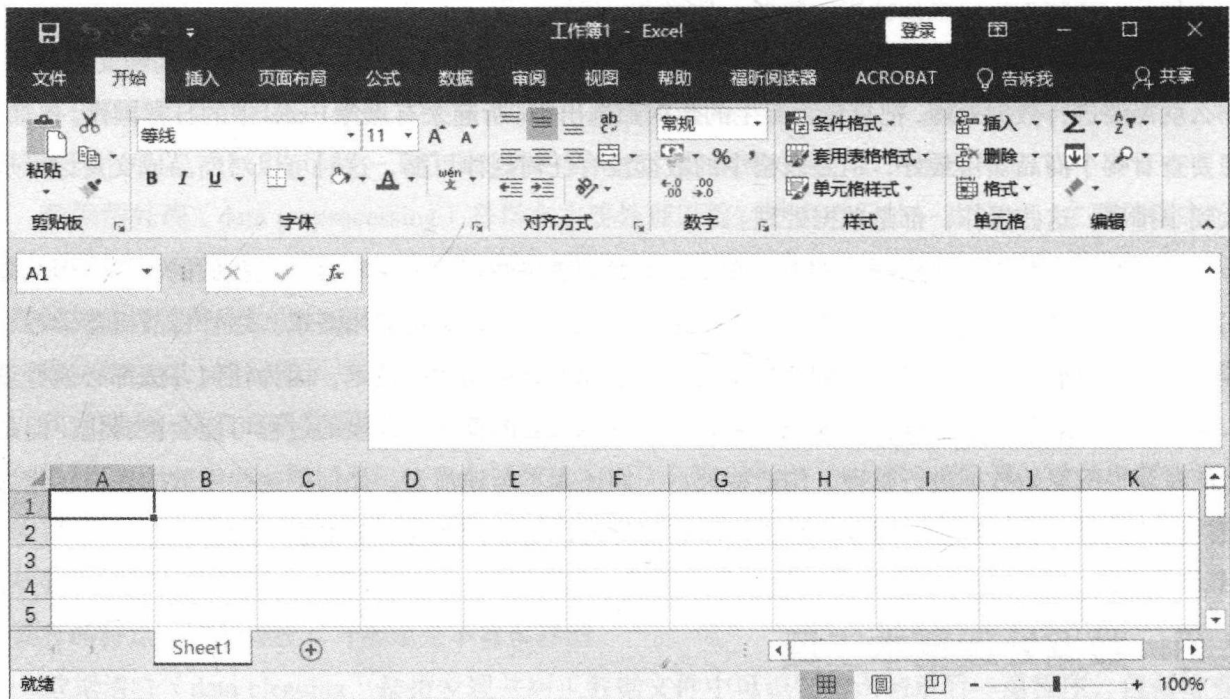 工作簿1 - Excel 登录
文件 开始 插入 页面布局 公式 数据 审阅 视图 帮助 福昕阅读器 ACROBAT 告诉我 共享
等线 11 A A 常规 条件格式 插入
粘贴 B I U A wén 文 % 套用表格格式 删除
单元格样式 格式
剪贴板 字体 对齐方式 数字 样式 单元格 编辑
A1 fx
A B C D E F G H I J K
1
2
3
4
5
Sheet1
就绪 100%